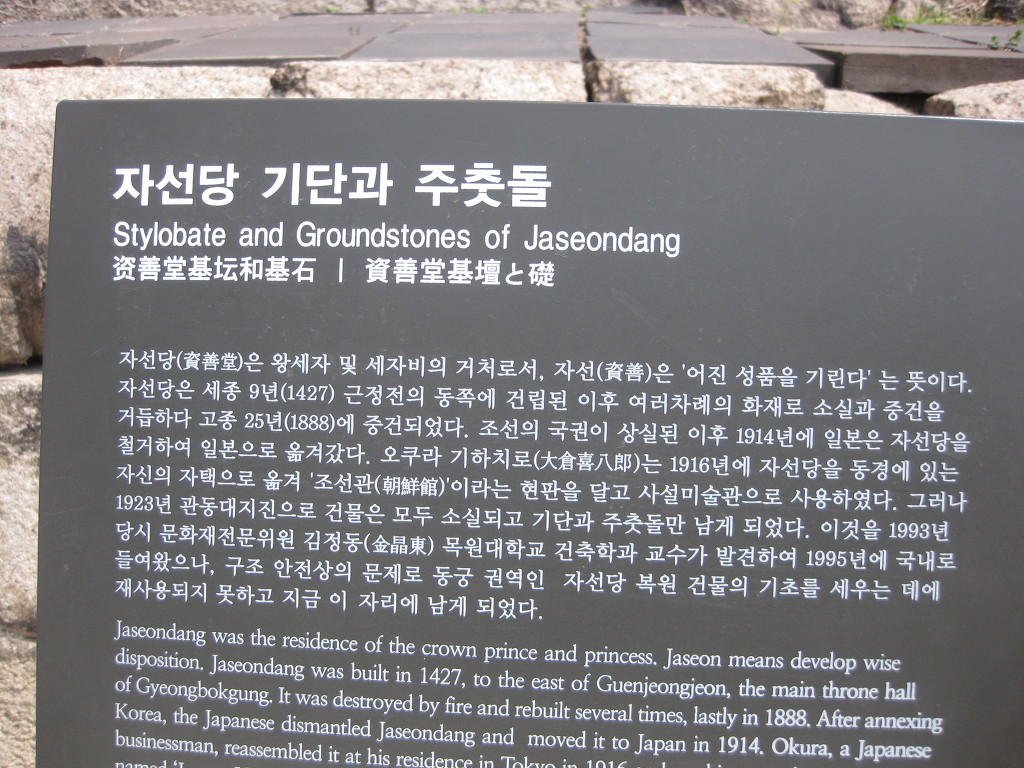 자선당 기단과 주춧돌
Stylobate and Groundstones of Jaseondang
资善堂基坛和基石 | 資善堂基壇と礎
자선당(資善堂)은 왕세자 및 세자비의 거처로서, 자선(資善)은 '어진 성품을 기린다' 는 뜻이다.
자선당은 세종 9년(1427) 근정전의 동쪽에 건립된 이후 여러차례의 화재로 소실과 중건을
거듭하다 고종 25년(1888)에 중건되었다. 조선의 국권이 상실된 이후 1914년에 일본은 자선당을
철거하여 일본으로 옮겨갔다. 오쿠라 기하치로(大倉喜八郎)는 1916년에 자선당을 동경에 있는
자신의 자택으로 옮겨 '조선관(朝鮮館)'이라는 현판을 달고 사설미술관으로 사용하였다. 그러나
1923년 관동대지진으로 건물은 모두 소실되고 기단과 주춧돌만 남게 되었다. 이것을 1993년
당시 문화재전문위원 김정동(金晶東) 목원대학교 건축학과 교수가 발견하여 1995년에 국내로
들여왔으나, 구조 안전상의 문제로 동궁 권역인 자선당 복원 건물의 기초를 세우는 데에
재사용되지 못하고 지금 이 자리에 남게 되었다.
Jaseondang was the residence of the crown prince and princess. Jaseon means develop wise
disposition. Jaseondang was built in 1427, to the east of Guenjeongjeon, the main throne hall
of Gyeongbokgung. It was destroyed by fire and rebuilt several times, lastly in 1888. After annexing
Korea, the Japanese dismantled Jaseondang and moved it to Japan in 1914. Okura, a Japanese
businessman, reassembled it at his residence in Tokyo in 1916
named